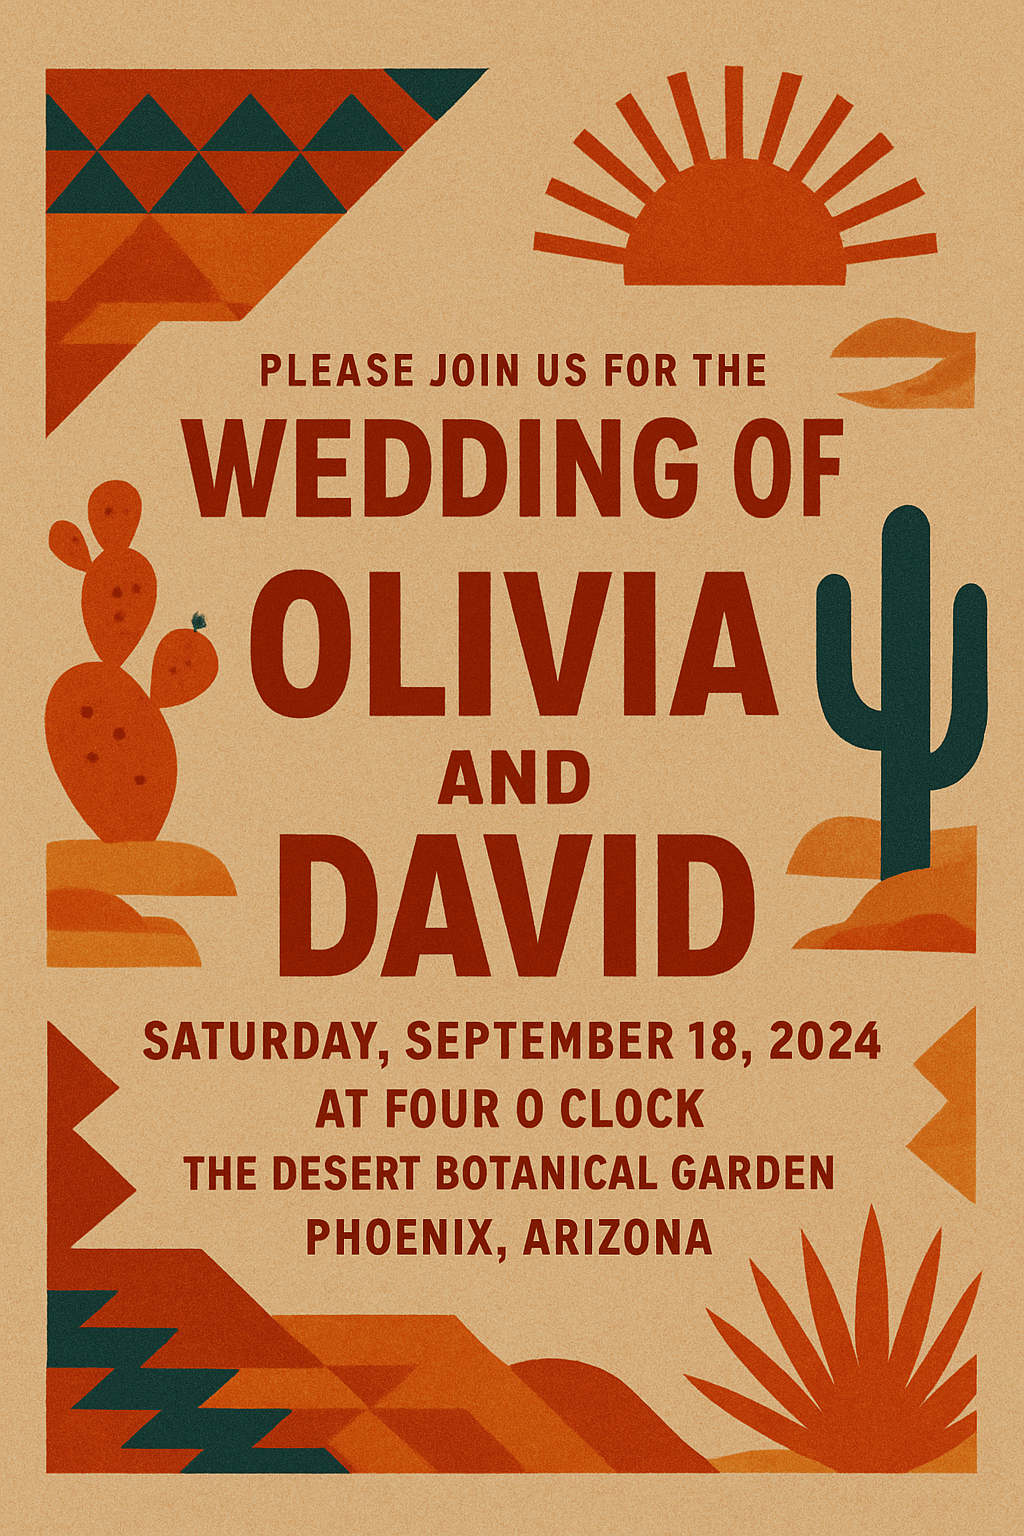 PLEASE JOIN US FOR THE
WEDDING OF
OLIVIA
AND
DAVID
SATURDAY, SEPTEMBER 18, 2024
AT FOUR O CLOCK
THE DESERT BOTANICAL GARDEN
PHOENIX, ARIZONA